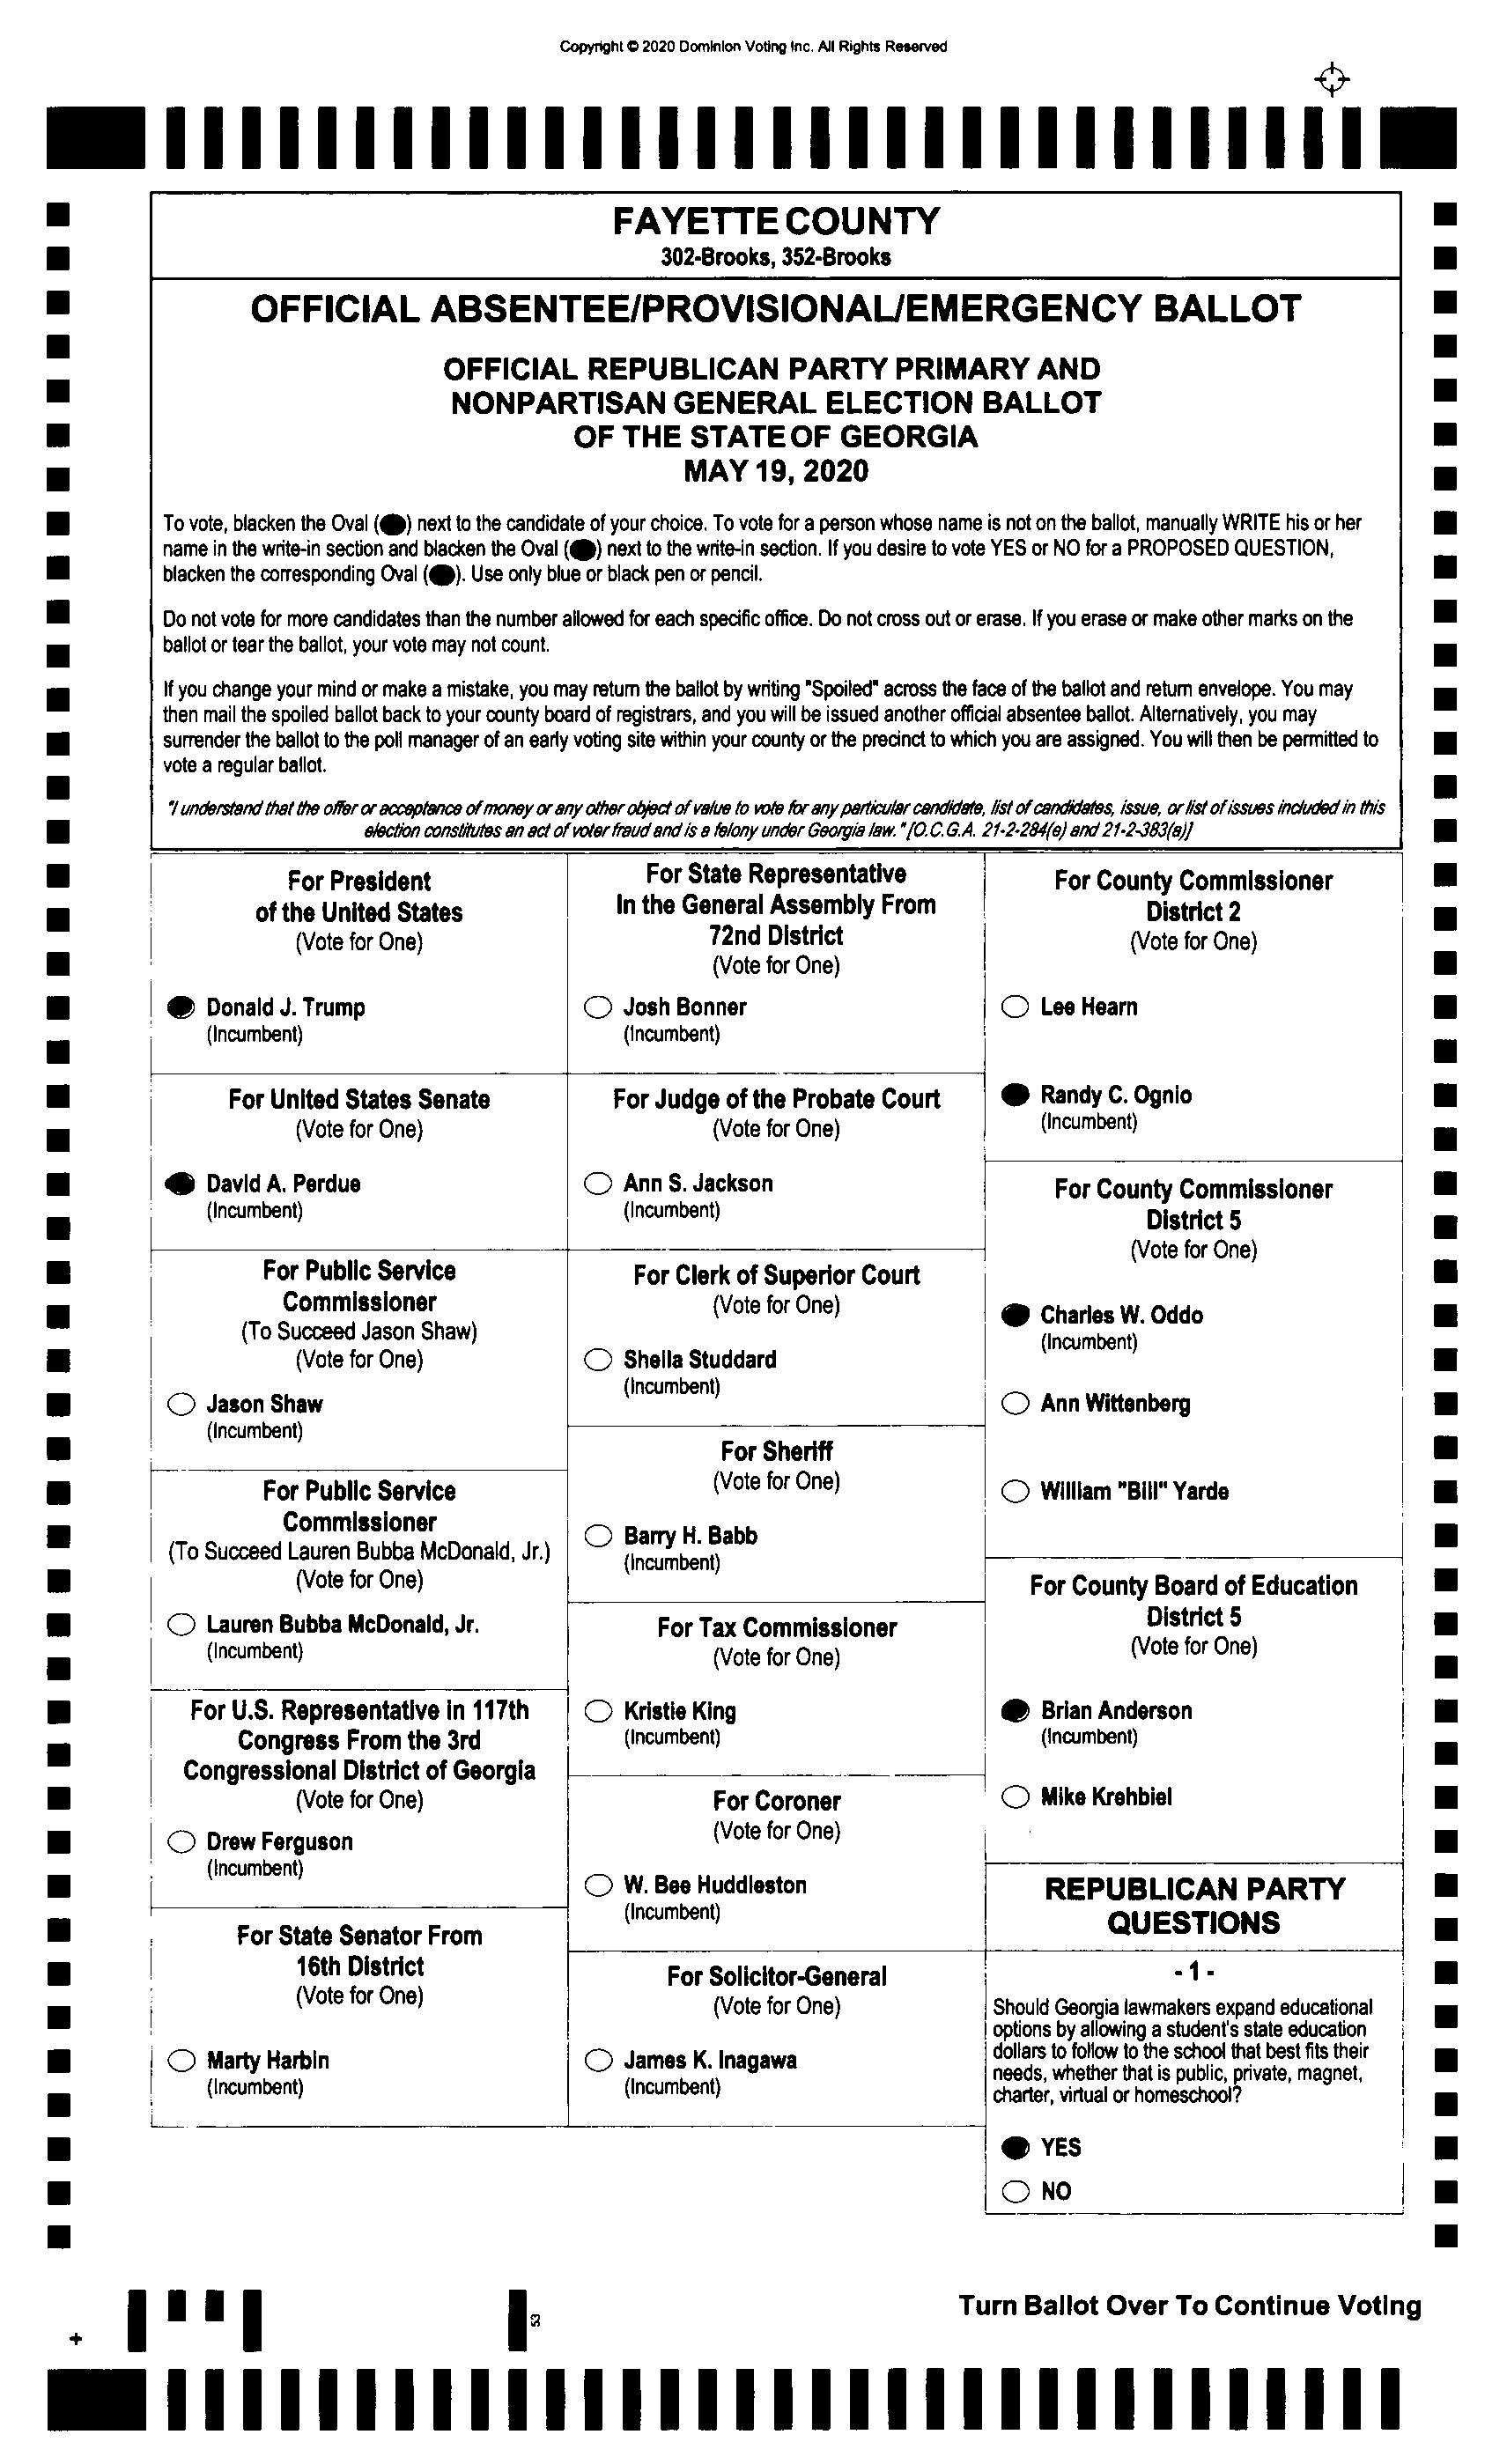 Copyright © 2020 Dominion Voting Inc. All Rights Reserved
FAYETTE COUNTY
302-Brooks, 352-Brooks
OFFICIAL ABSENTEE/PROVISIONAL/EMERGENCY BALLOT
OFFICIAL REPUBLICAN PARTY PRIMARY AND
NONPARTISAN GENERAL ELECTION BALLOT
OF THE STATE OF GEORGIA
MAY 19, 2020
To vote, blacken the Oval (●) next to the candidate of your choice. To vote for a person whose name is not on the ballot, manually WRITE his or her
name in the write-in section and blacken the Oval (●) next to the write-in section. If you desire to vote YES or NO for a PROPOSED QUESTION,
blacken the corresponding Oval (●). Use only blue or black pen or pencil.
Do not vote for more candidates than the number allowed for each specific office. Do not cross out or erase. If you erase or make other marks on the
ballot or tear the ballot, your vote may not count.
If you change your mind or make a mistake, you may return the ballot by writing "Spoiled" across the face of the ballot and return envelope. You may
then mail the spoiled ballot back to your county board of registrars, and you will be issued another official absentee ballot. Alternatively, you may
surrender the ballot to the poll manager of an early voting site within your county or the precinct to which you are assigned. You will then be permitted to
vote a regular ballot.
"I understand that the offer or acceptance of money or any other object of value to vote for any particular candidate, list of candidates, issue, or list of issues included in this
election constitutes an act of voter fraud and is a felony under Georgia law." [O.C.G.A. 21-2-284(e) and 21-2-383(a)]
For President
of the United States
(Vote for One)
Donald J. Trump
(Incumbent)
For United States Senate
(Vote for One)
David A. Perdue
(Incumbent)
For Public Service
Commissioner
(To Succeed Jason Shaw)
(Vote for One)
Jason Shaw
(Incumbent)
For Public Service
Commissioner
(To Succeed Lauren Bubba McDonald, Jr.)
(Vote for One)
Lauren Bubba McDonald, Jr.
(Incumbent)
For U.S. Representative in 117th
Congress From the 3rd
Congressional District of Georgia
(Vote for One)
Drew Ferguson
(Incumbent)
For State Senator From
16th District
(Vote for One)
Marty Harbin
(Incumbent)
For State Representative
In the General Assembly From
72nd District
(Vote for One)
Josh Bonner
(Incumbent)
For Judge of the Probate Court
(Vote for One)
Ann S. Jackson
(Incumbent)
For Clerk of Superior Court
(Vote for One)
Sheila Studdard
(Incumbent)
For Sheriff
(Vote for One)
Barry H. Babb
(Incumbent)
For Tax Commissioner
(Vote for One)
Kristie King
(Incumbent)
For Coroner
(Vote for One)
W. Bee Huddleston
(Incumbent)
For Solicitor-General
(Vote for One)
James K. Inagawa
(Incumbent)
For County Commissioner
District 2
(Vote for One)
Lee Hearn
Randy C. Ognio
(Incumbent)
For County Commissioner
District 5
(Vote for One)
Charles W. Oddo
(Incumbent)
Ann Wittenberg
William "Bill" Yarde
For County Board of Education
District 5
(Vote for One)
Brian Anderson
(Incumbent)
Mike Krehbiel
REPUBLICAN PARTY
QUESTIONS
- 1 -
Should Georgia lawmakers expand educational
options by allowing a student's state education
dollars to follow to the school that best fits their
needs, whether that is public, private, magnet,
charter, virtual or homeschool?
YES
NO
Turn Ballot Over To Continue Voting